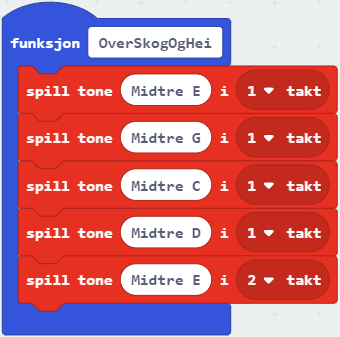 funksjon OverSkogOgHei
spill tone Midtre E i 1 takt
spill tone Midtre G i 1 takt
spill tone Midtre C i 1 takt
spill tone Midtre D i 1 takt
spill tone Midtre E i 2 takt